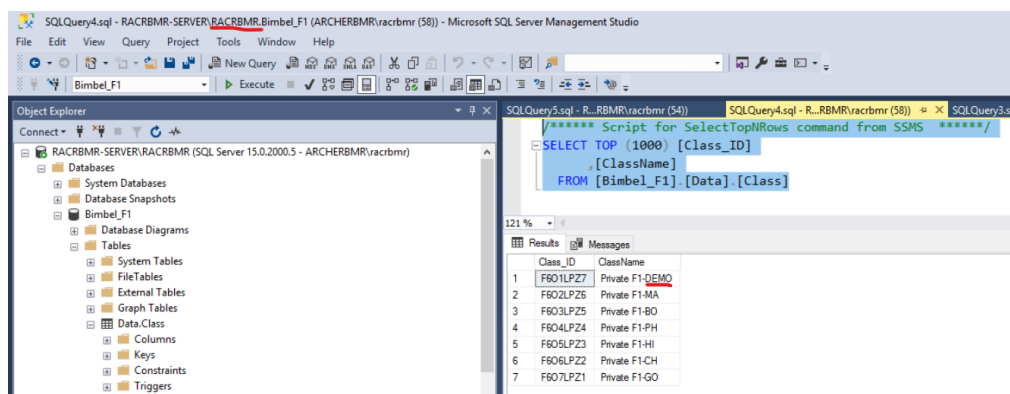 SQLQuery4.sql - RACRBMR-SERVER\RACRBMR.Bimbel_F1 (ARCHERBMR\racrbmr (58)) - Microsoft SQL Server Management Studio
File Edit View Query Project Tools Window Help
New Query
Bimbel_F1 Execute
Object Explorer
Connect
RACRBMR-SERVER\RACRBMR (SQL Server 15.0.2000.5 - ARCHERBMR\racrbmr)
Databases
System Databases
Database Snapshots
Bimbel_F1
Database Diagrams
Tables
System Tables
FileTables
External Tables
Graph Tables
Data.Class
Columns
Keys
Constraints
Triggers
SQLQuery5.sql - R...RBMR\racrbmr (54)) SQLQuery4.sql - R...RBMR\racrbmr (58)) SQLQuery3.s
/****** Script for SelectTopNRows command from SSMS ******/
SELECT TOP (1000) [Class_ID]
,[ClassName]
FROM [Bimbel_F1].[Data].[Class]
121 %
Results Messages
Class_ID ClassName
1 F6O1LPZ7 Private F1-DEMO
2 F6O2LPZ6 Private F1-MA
3 F6O3LPZ5 Private F1-BO
4 F6O4LPZ4 Private F1-PH
5 F6O5LPZ3 Private F1-HI
6 F6O6LPZ2 Private F1-CH
7 F6O7LPZ1 Private F1-GO